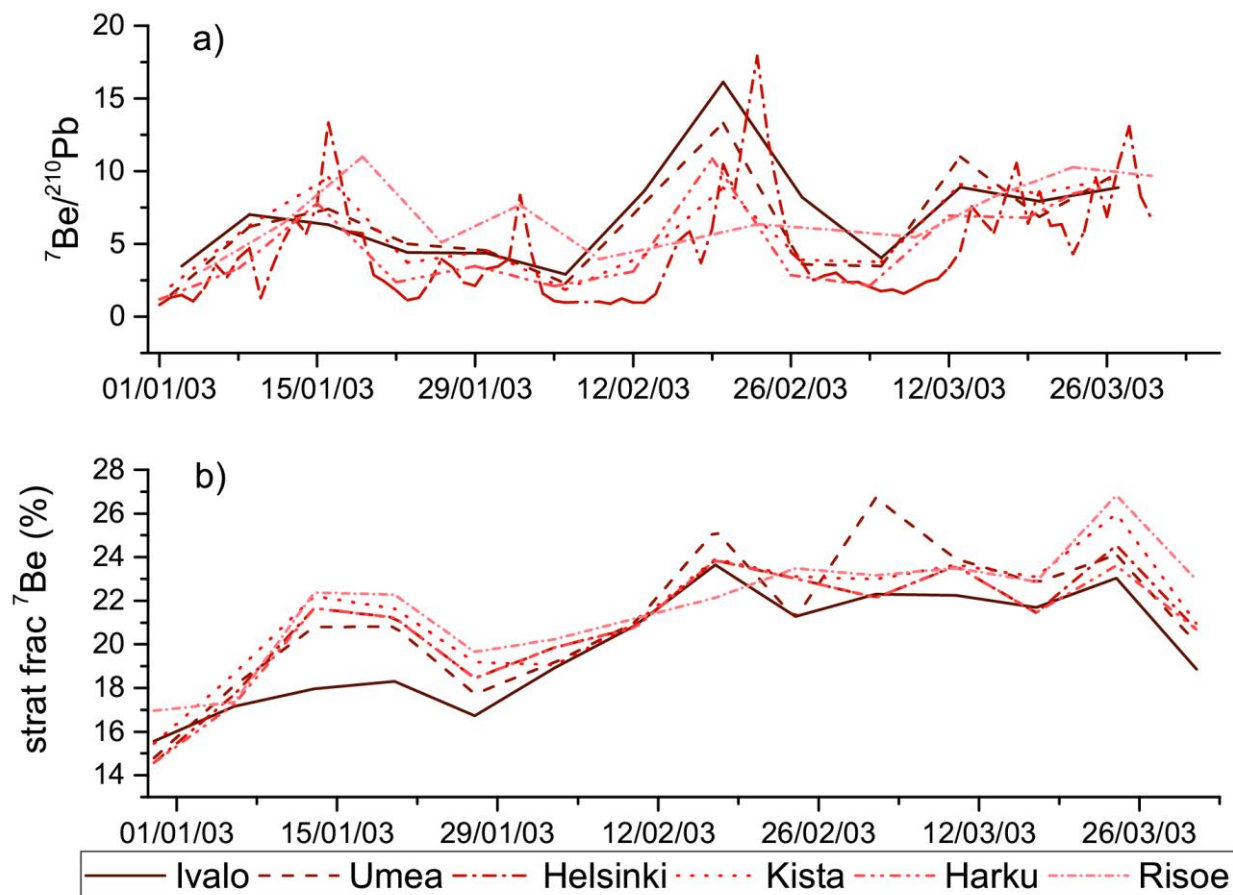 a)
⁷Be/²¹⁰Pb
20
15
10
5
0
01/01/03 15/01/03 29/01/03 12/02/03 26/02/03 12/03/03 26/03/03
b)
strat frac ⁷Be (%)
28
26
24
22
20
18
16
14
01/01/03 15/01/03 29/01/03 12/02/03 26/02/03 12/03/03 26/03/03
Ivalo Umea Helsinki Kista Harku Risoe